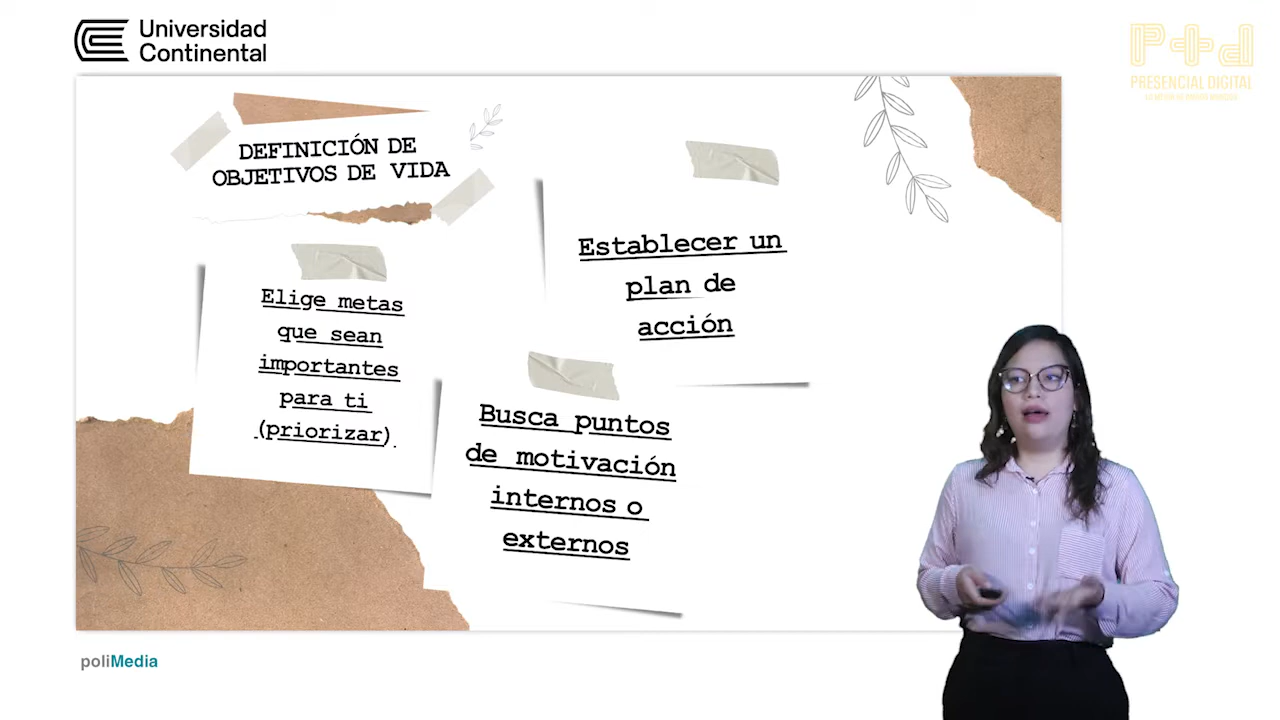 Universidad
Continental
P+d
PRESENCIAL DIGITAL
DEFINICIÓN DE
OBJETIVOS DE VIDA
Elige metas
que sean
importantes
para ti
(priorizar).
Establecer un
plan de
acción
Busca puntos
de motivación
internos o
externos
poliMedia